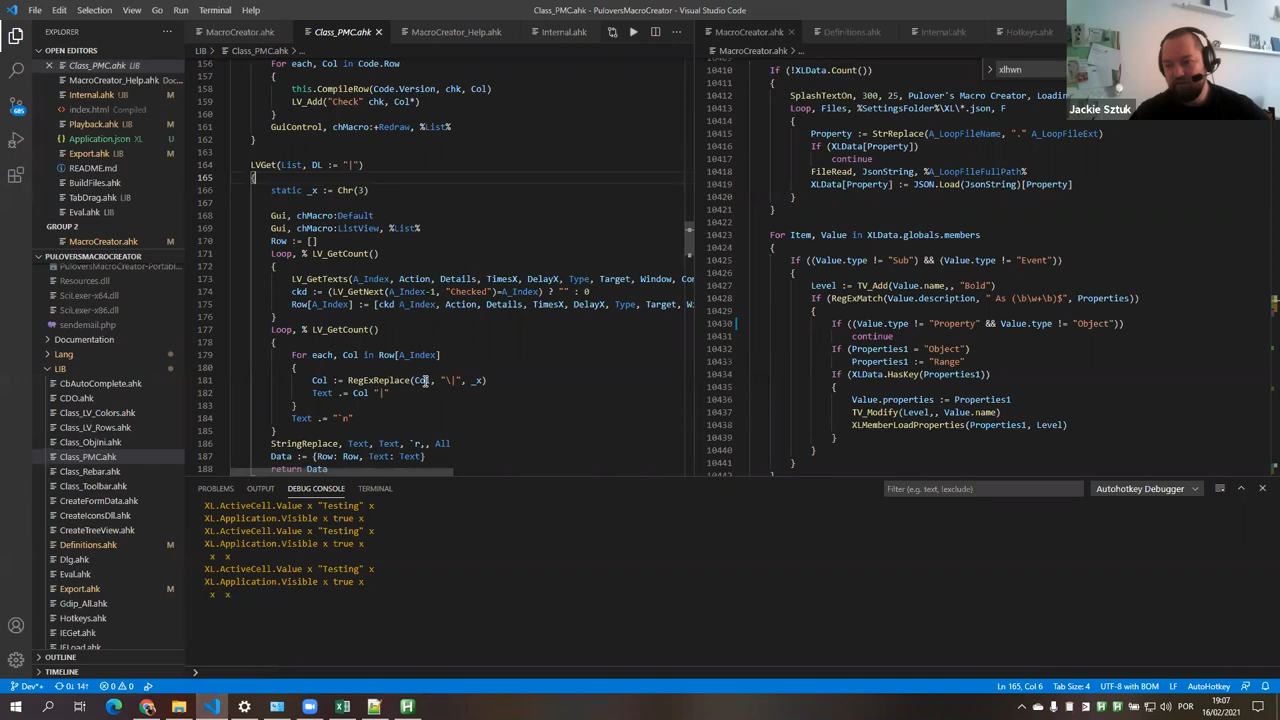 File Edit Selection View Go Run Terminal Help
Class_PMC.ahk - PuloversMacroCreator - Visual Studio Code
EXPLORER ...
OPEN EDITORS
Class_PMC.ahk LIB
MacroCreator_Help.ahk Doc...
Internal.ahk LIB
index.html Compiled
Playback.ahk LIB
Application.json XL
Export.ahk LIB
README.md
BuildFiles.ahk LIB
TabDrag.ahk LIB
Eval.ahk LIB
GROUP 2
MacroCreator.ahk
PULOVERSMACROCREATOR
PuloversMacroCreator-Portab...
Resources.dll
SciLexer-x64.dll
SciLexer-x86.dll
sendemail.php
Documentation
Lang
LIB
CbAutoComplete.ahk
CDO.ahk
Class_LV_Colors.ahk
Class_LV_Rows.ahk
Class_ObjIni.ahk
Class_PMC.ahk
Class_Rebar.ahk
Class_Toolbar.ahk
CreateFormData.ahk
CreateIconsDll.ahk
CreateTreeView.ahk
Definitions.ahk M
Dlg.ahk
Eval.ahk
Export.ahk M
Gdip_All.ahk
Hotkeys.ahk
IEGet.ahk
IELoad.ahk
OUTLINE
TIMELINE
MacroCreator.ahk Class_PMC.ahk MacroCreator_Help.ahk Internal.ahk
LIB > Class_PMC.ahk > ...
156 For each, Col in Code.Row
157 {
158 this.CompileRow(Code.Version, chk, Col)
159 LV_Add("Check" chk, Col*)
160 }
161 GuiControl, chMacro:+Redraw, %List%
162 }
163
164 LVGet(List, DL := "|")
165 {
166 static _x := Chr(3)
167
168 Gui, chMacro:Default
169 Gui, chMacro:ListView, %List%
170 Row := []
171 Loop, % LV_GetCount()
172 {
173 LV_GetTexts(A_Index, Action, Details, TimesX, DelayX, Type, Target, Window, Co
174 ckd := (LV_GetNext(A_Index-1, "Checked")=A_Index) ? "" : 0
175 Row[A_Index] := [ckd A_Index, Action, Details, TimesX, DelayX, Type, Target, W
176 }
177 Loop, % LV_GetCount()
178 {
179 For each, Col in Row[A_Index]
180 {
181 Col := RegExReplace(Col, "\|", _x)
182 Text .= Col "|"
183 }
184 Text .= "`n"
185 }
186 StringReplace, Text, Text, `r,, All
187 Data := {Row: Row, Text: Text}
188 return Data
MacroCreator.ahk Definitions.ahk Internal.ahk Hotkeys.ahk
MacroCreator.ahk > ...
xlhwn
10410 If (!XLData.Count())
10411 {
10412 SplashTextOn, 300, 25, Pulover's Macro Creator, Loadin
10413 Loop, Files, %SettingsFolder%\XL\*.json, F
10414 {
10415 Property := StrReplace(A_LoopFileName, "." A_LoopFileExt)
10416 If (XLData[Property])
10417 continue
10418 FileRead, JsonString, %A_LoopFileFullPath%
10419 XLData[Property] := JSON.Load(JsonString)[Property]
10420 }
10421 }
10422
10423 For Item, Value in XLData.globals.members
10424 {
10425 If ((Value.type != "Sub") && (Value.type != "Event"))
10426 {
10427 Level := TV_Add(Value.name,, "Bold")
10428 If (RegExMatch(Value.description, " As (\b\w+\b)$", Properties))
10429 {
10430 If ((Value.type != "Property" && Value.type != "Object"))
10431 continue
10435 If (Properties1 = "Object")
10436 Properties1 := "Range"
10433 If (XLData.HasKey(Properties1))
10434 {
10435 Value.properties := Properties1
10436 TV_Modify(Level,, Value.name)
10438 XLMemberLoadProperties(Properties1, Level)
10439 }
10440 }
10441 }
Jackie Sztuk
PROBLEMS OUTPUT DEBUG CONSOLE TERMINAL
Filter (e.g. text, !exclude)
Autohotkey Debugger
XL.ActiveCell.Value x "Testing" x
XL.Application.Visible x true x
XL.ActiveCell.Value x "Testing" x
XL.Application.Visible x true x
x x
XL.ActiveCell.Value x "Testing" x
XL.Application.Visible x true x
x x
Dev*+ 0↓ 14↑ 0 0
Ln 165, Col 6 Tab Size: 4 UTF-8 with BOM LF AutoHotkey
POR 19:07
16/02/2021